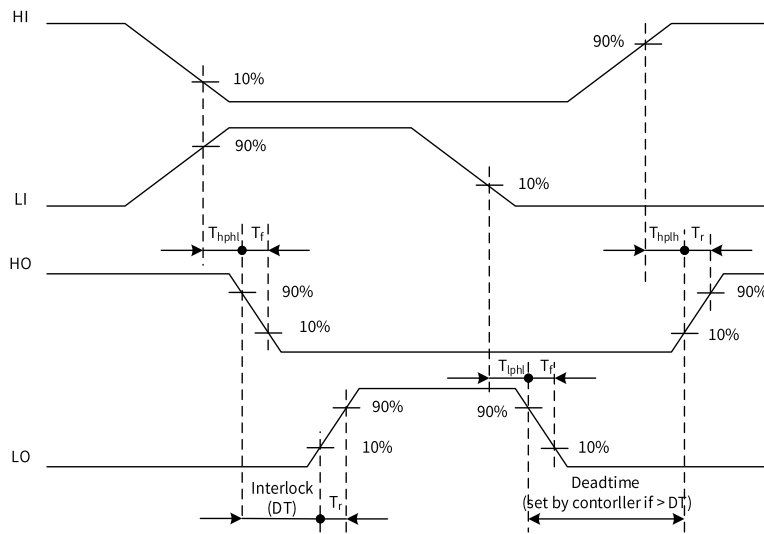 HI
90%
10%
90%
LI
10%
Thphl Tf
Thplh Tr
HO
90%
90%
10%
10%
Tlphl Tf
90%
90%
LO
10%
10%
Interlock
(DT)
Tr
Deadtime
(set by contorller if > DT)